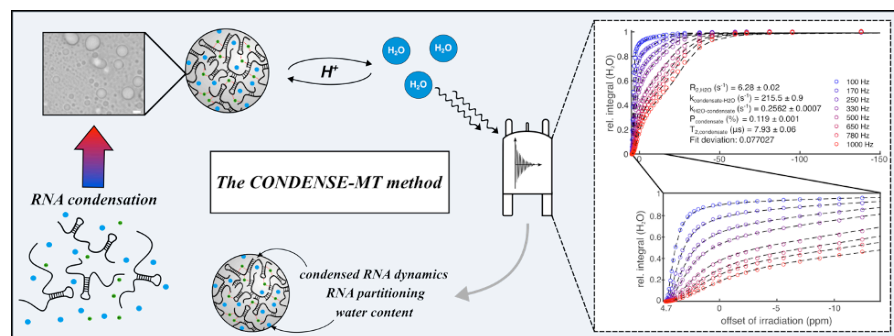 H₂O
H₂O
H₂O
H⁺
RNA condensation
The CONDENSE-MT method
condensed RNA dynamics
RNA partitioning
water content
rel. integral (H₂O)
1
0.8
0.6
0.4
0.2
0
R₂,H2O (s⁻¹) = 6.28 ± 0.02
kcondensate-H2O (s⁻¹) = 215.5 ± 0.9
kH2O-condensate (s⁻¹) = 0.2562 ± 0.0007
Pcondensate (%) = 0.119 ± 0.001
T2,condensate (µs) = 7.93 ± 0.06
Fit deviation: 0.077027
100 Hz
170 Hz
250 Hz
330 Hz
500 Hz
650 Hz
780 Hz
1000 Hz
0
-50
-100
-150
rel. integral (H₂O)
1
0.8
0.6
0.4
0.2
0
4.7
0
-5
-10
offset of irradiation (ppm)